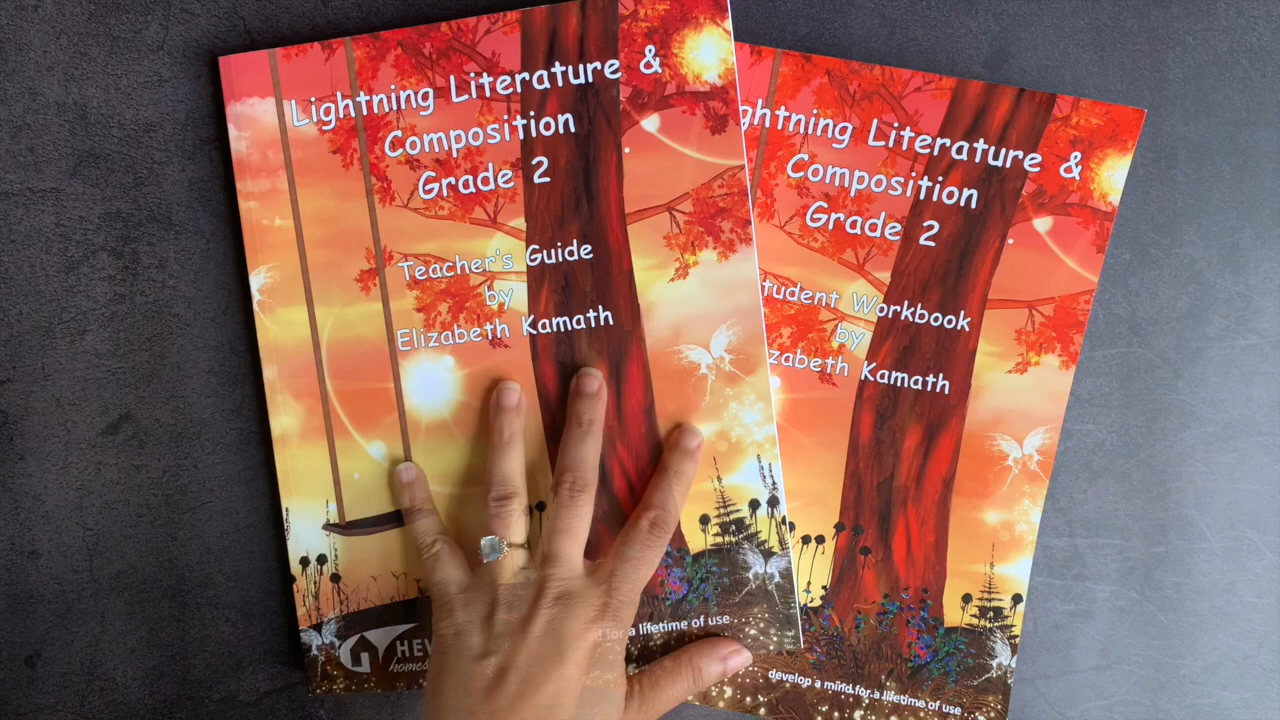 Lightning Literature &
Composition
Grade 2
Teacher's Guide
by
Elizabeth Kamath
for a lifetime of use
ghtning Literature &
Composition
Grade 2
tudent Workbook
by
zabeth Kamath
develop a mind for a lifetime of use . . .